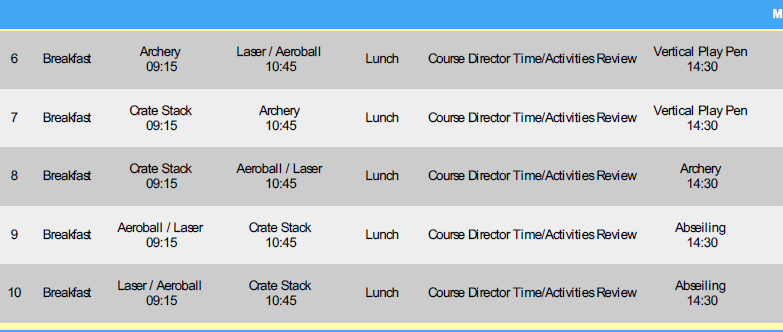 M
6 Breakfast Archery 09:15 Laser / Aeroball 10:45 Lunch Course Director Time/Activities Review Vertical Play Pen 14:30
7 Breakfast Crate Stack 09:15 Archery 10:45 Lunch Course Director Time/Activities Review Vertical Play Pen 14:30
8 Breakfast Crate Stack 09:15 Aeroball / Laser 10:45 Lunch Course Director Time/Activities Review Archery 14:30
9 Breakfast Aeroball / Laser 09:15 Crate Stack 10:45 Lunch Course Director Time/Activities Review Abseiling 14:30
10 Breakfast Laser / Aeroball 09:15 Crate Stack 10:45 Lunch Course Director Time/Activities Review Abseiling 14:30